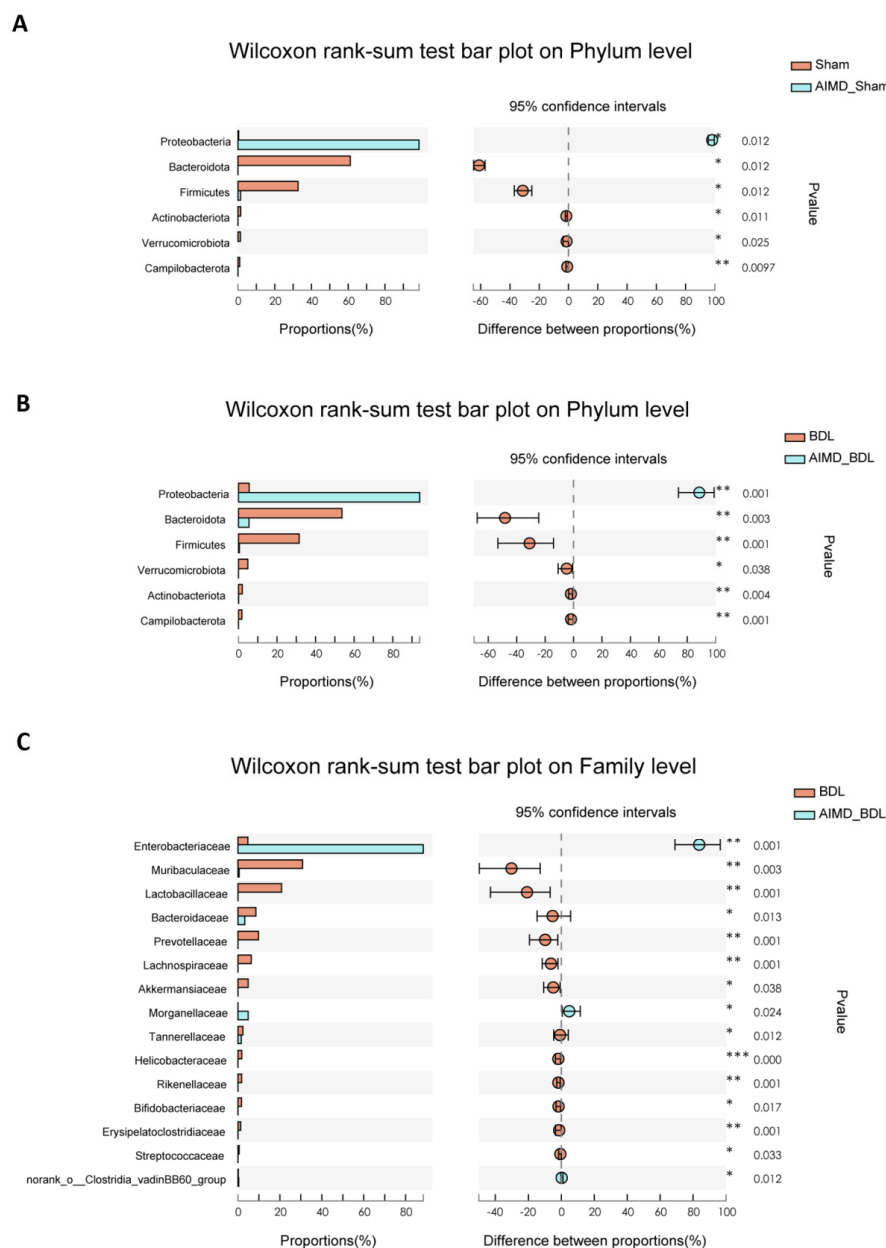 A
Wilcoxon rank-sum test bar plot on Phylum level
Sham
AIMD_Sham
95% confidence intervals
Proteobacteria * 0.012
Bacteroidota * 0.012
Firmicutes * 0.012
Actinobacteriota * 0.011
Verrucomicrobiota * 0.025
Campilobacterota ** 0.0097
Pvalue
0 20 40 60 80 -60 -40 -20 0 20 40 60 80 100
Proportions(%) Difference between proportions(%)
B
Wilcoxon rank-sum test bar plot on Phylum level
BDL
AIMD_BDL
95% confidence intervals
Proteobacteria ** 0.001
Bacteroidota ** 0.003
Firmicutes ** 0.001
Verrucomicrobiota * 0.038
Actinobacteriota ** 0.004
Campilobacterota ** 0.001
Pvalue
0 20 40 60 80 -60 -40 -20 0 20 40 60 80 100
Proportions(%) Difference between proportions(%)
C
Wilcoxon rank-sum test bar plot on Family level
BDL
AIMD_BDL
95% confidence intervals
Enterobacteriaceae ** 0.001
Muribaculaceae ** 0.003
Lactobacillaceae ** 0.001
Bacteroidaceae * 0.013
Prevotellaceae ** 0.001
Lachnospiraceae ** 0.001
Akkermansiaceae * 0.038
Morganellaceae * 0.024
Tannerellaceae * 0.012
Helicobacteraceae *** 0.000
Rikenellaceae ** 0.001
Bifidobacteriaceae * 0.017
Erysipelatoclostridiaceae ** 0.001
Streptococcaceae * 0.033
norank_o__Clostridia_vadinBB60_group * 0.012
Pvalue
0 20 40 60 80 -40 -20 0 20 40 60 80 100
Proportions(%) Difference between proportions(%)